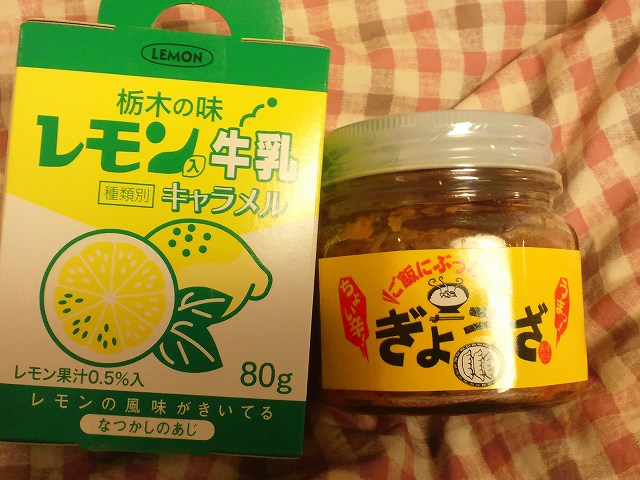 LEMON
栃木の味
レモン入牛乳
種類別 キャラメル
レモン果汁0.5%入
80g
レモンの風味がきいてる
なつかしのあじ
ご飯にぶっ
ちょい辛!
うまっ!
ぎょうざ